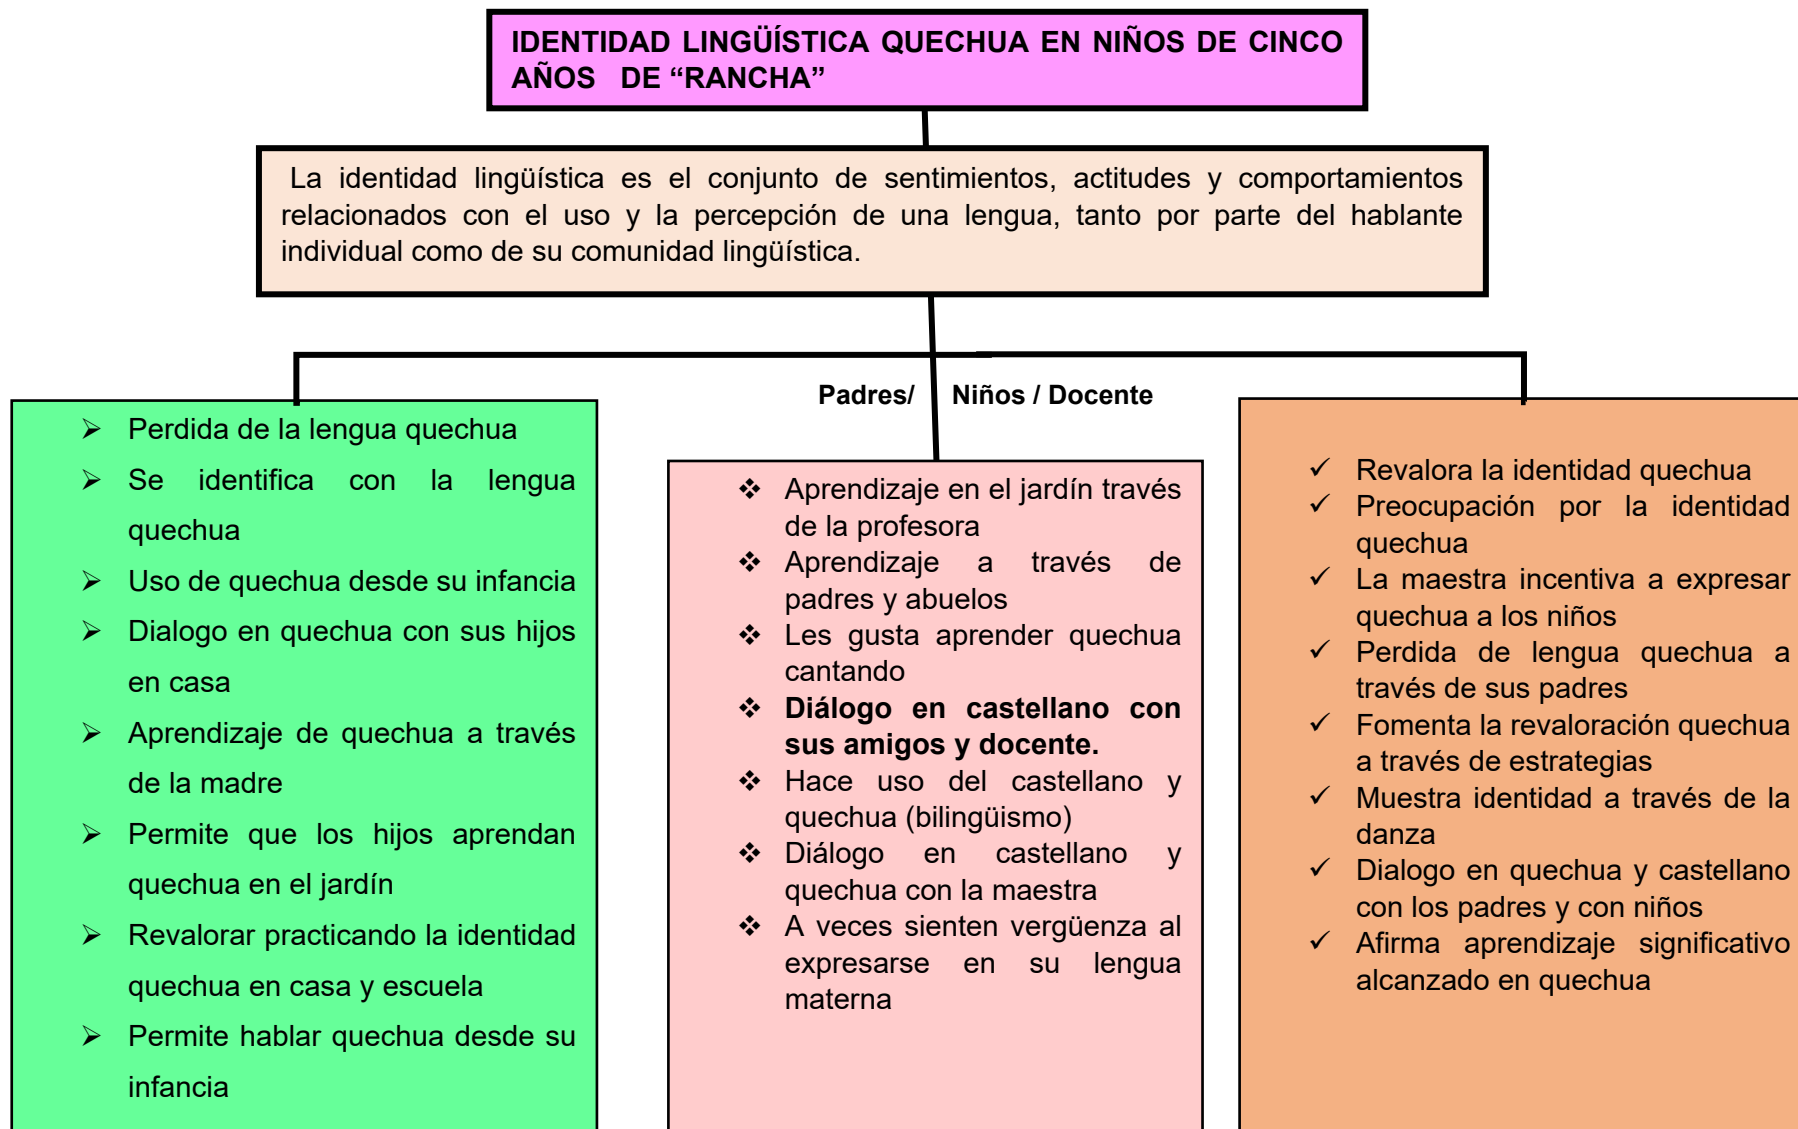 IDENTIDAD LINGÜÍSTICA QUECHUA EN NIÑOS DE CINCO
AÑOS DE “RANCHA”
La identidad lingüística es el conjunto de sentimientos, actitudes y comportamientos
relacionados con el uso y la percepción de una lengua, tanto por parte del hablante
individual como de su comunidad lingüística.
Padres/ Niños / Docente
➢ Perdida de la lengua quechua
➢ Se identifica con la lengua
quechua
➢ Uso de quechua desde su infancia
➢ Dialogo en quechua con sus hijos
en casa
➢ Aprendizaje de quechua a través
de la madre
➢ Permite que los hijos aprendan
quechua en el jardín
➢ Revalorar practicando la identidad
quechua en casa y escuela
➢ Permite hablar quechua desde su
infancia
❖ Aprendizaje en el jardín través
de la profesora
❖ Aprendizaje a través de
padres y abuelos
❖ Les gusta aprender quechua
cantando
❖ Diálogo en castellano con
sus amigos y docente.
❖ Hace uso del castellano y
quechua (bilingüismo)
❖ Diálogo en castellano y
quechua con la maestra
❖ A veces sienten vergüenza al
expresarse en su lengua
materna
✓ Revalora la identidad quechua
✓ Preocupación por la identidad
quechua
✓ La maestra incentiva a expresar
quechua a los niños
✓ Perdida de lengua quechua a
través de sus padres
✓ Fomenta la revaloración quechua
a través de estrategias
✓ Muestra identidad a través de la
danza
✓ Dialogo en quechua y castellano
con los padres y con niños
✓ Afirma aprendizaje significativo
alcanzado en quechua